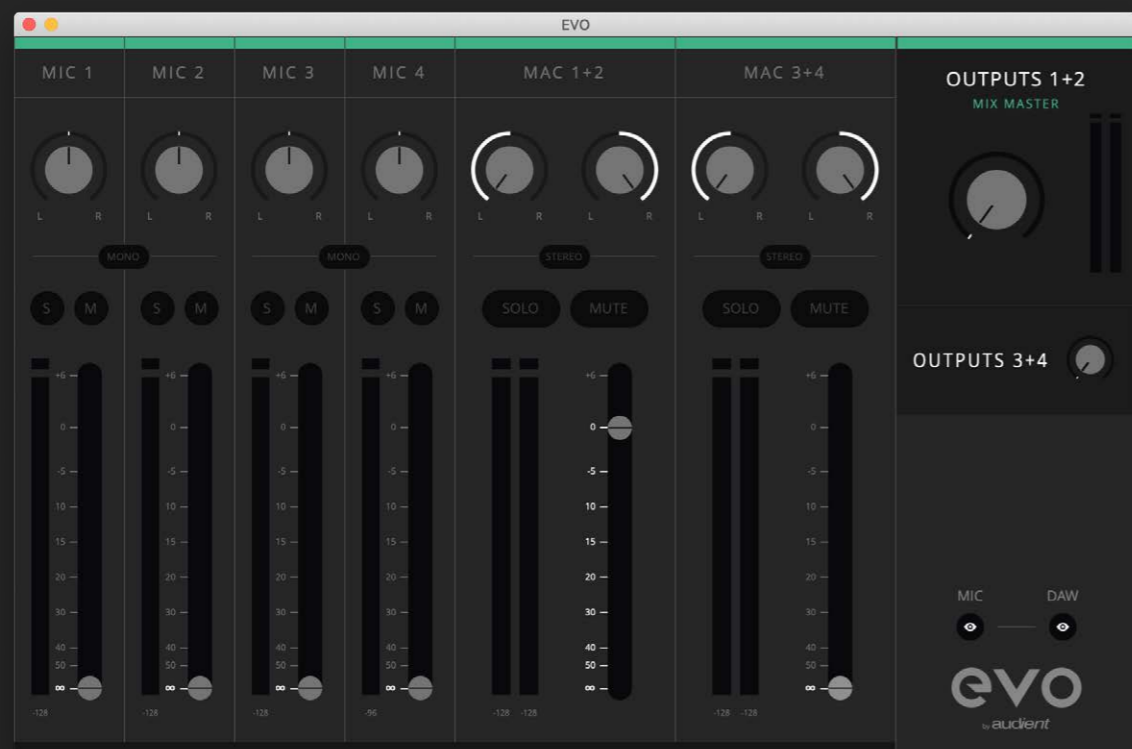 EVO
MIC 1 MIC 2 MIC 3 MIC 4 MAC 1+2 MAC 3+4
OUTPUTS 1+2
MIX MASTER
L R L R L R L R L R L R L R L R
MONO MONO STEREO STEREO
S M S M S M S M SOLO MUTE SOLO MUTE
OUTPUTS 3+4
+6 +6 +6 +6 +6 +6
0 0 0 0 0 0
-5 -5 -5 -5 -5 -5
10 10 10 10 10 10
15 15 15 15 15 15
20 20 20 20 20 20
30 30 30 30 30 30
40 40 40 40 40 40
50 50 50 50 50 50
∞ ∞ ∞ ∞ ∞ ∞
-128 -128 -128 -96 -128 -128 -128 -128
MIC DAW
evo
by audient